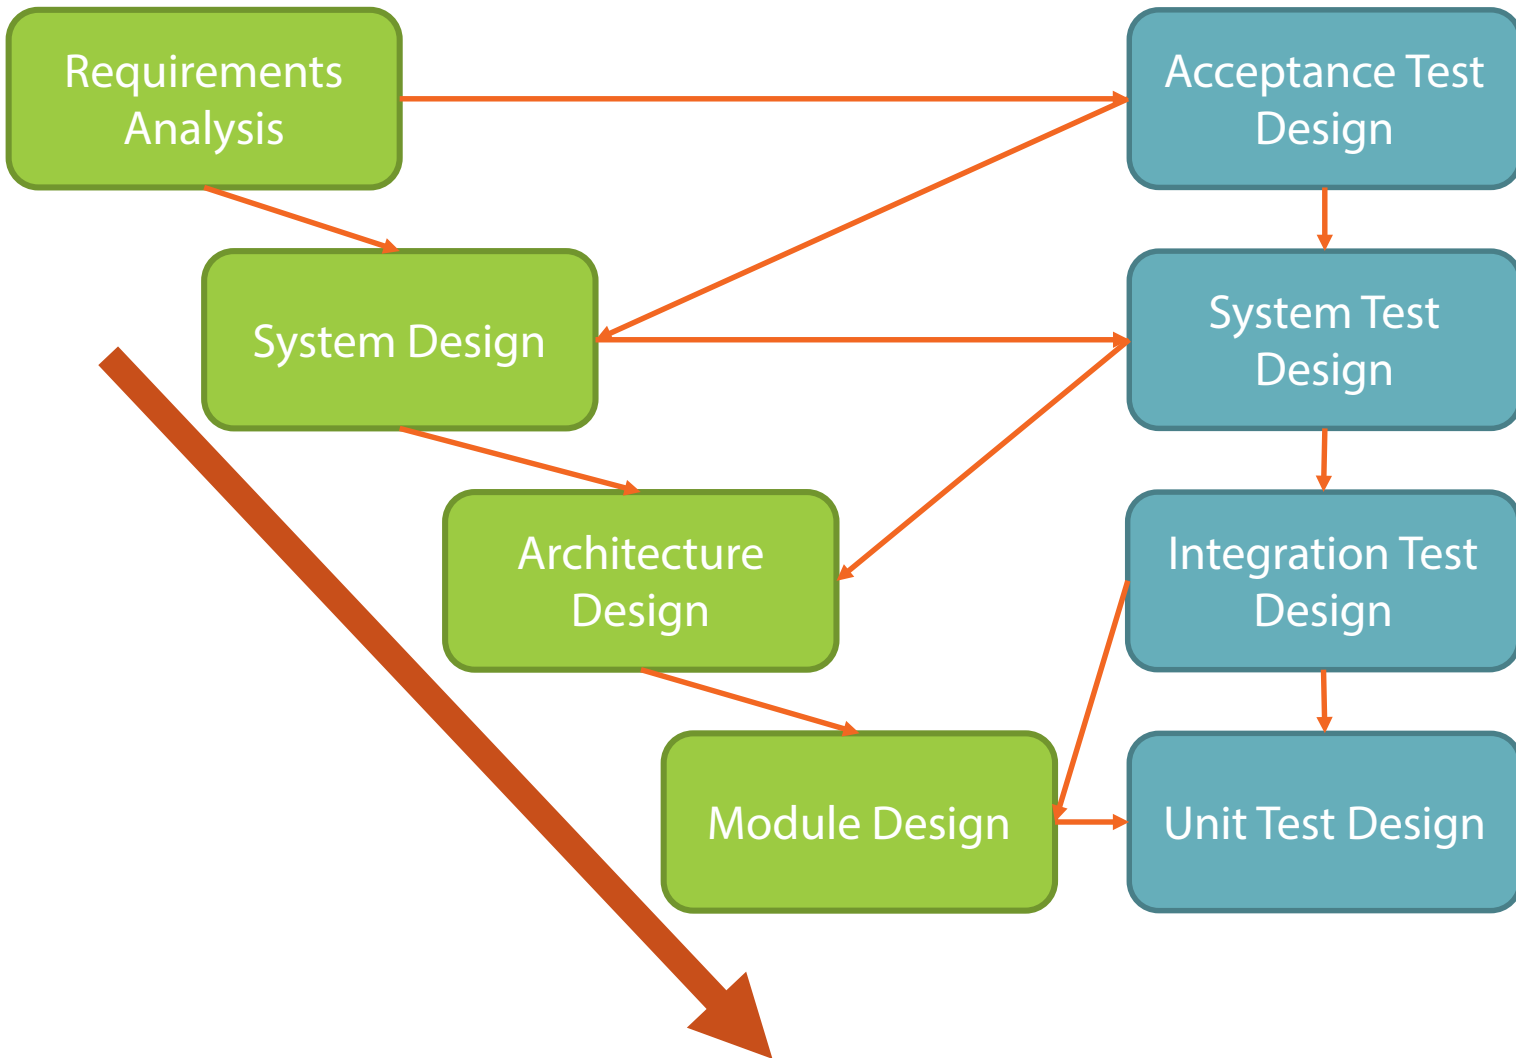 Requirements
Analysis
Acceptance Test
Design
System Design
System Test
Design
Architecture
Design
Integration Test
Design
Module Design
Unit Test Design